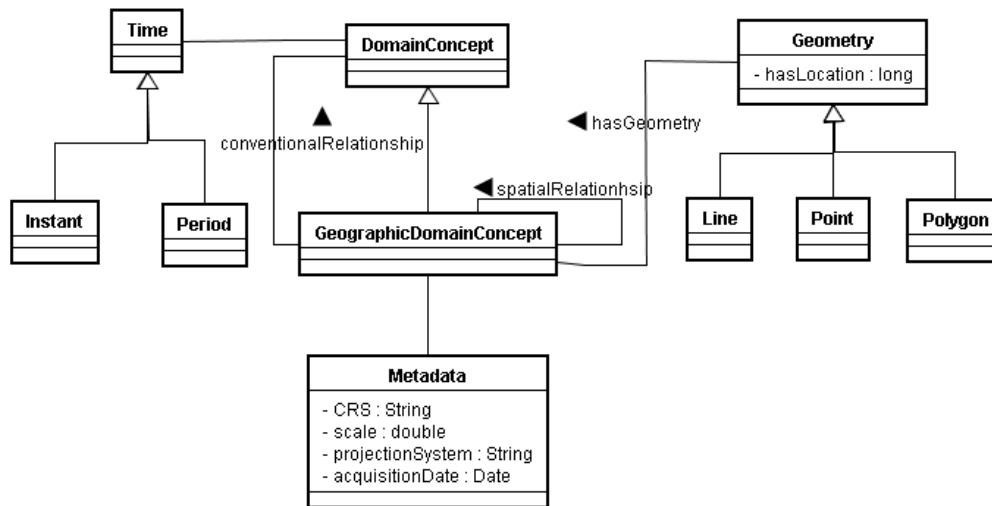 Time
DomainConcept
Geometry
- hasLocation : long
conventionalRelationship
hasGeometry
spatialRelationhsip
Instant
Period
GeographicDomainConcept
Line
Point
Polygon
Metadada
- CRS : String
- scale : double
- projectionSystem : String
- acquisitionDate : Date